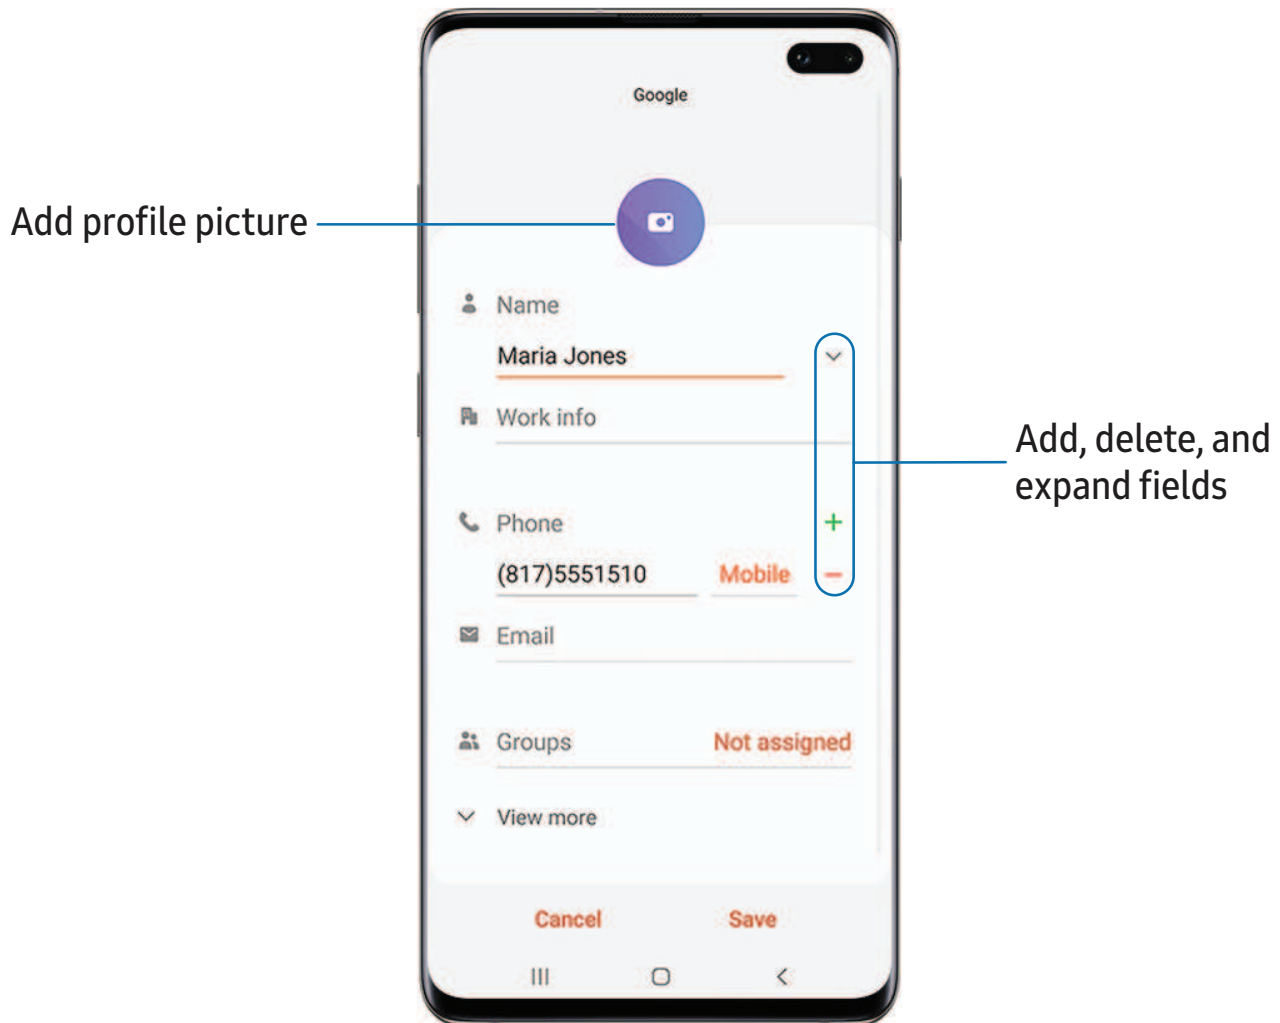 Google
Add profile picture
Name
Maria Jones
Work info
Add, delete, and
expand fields
Phone
(817)5551510 Mobile
Email
Groups Not assigned
View more
Cancel Save